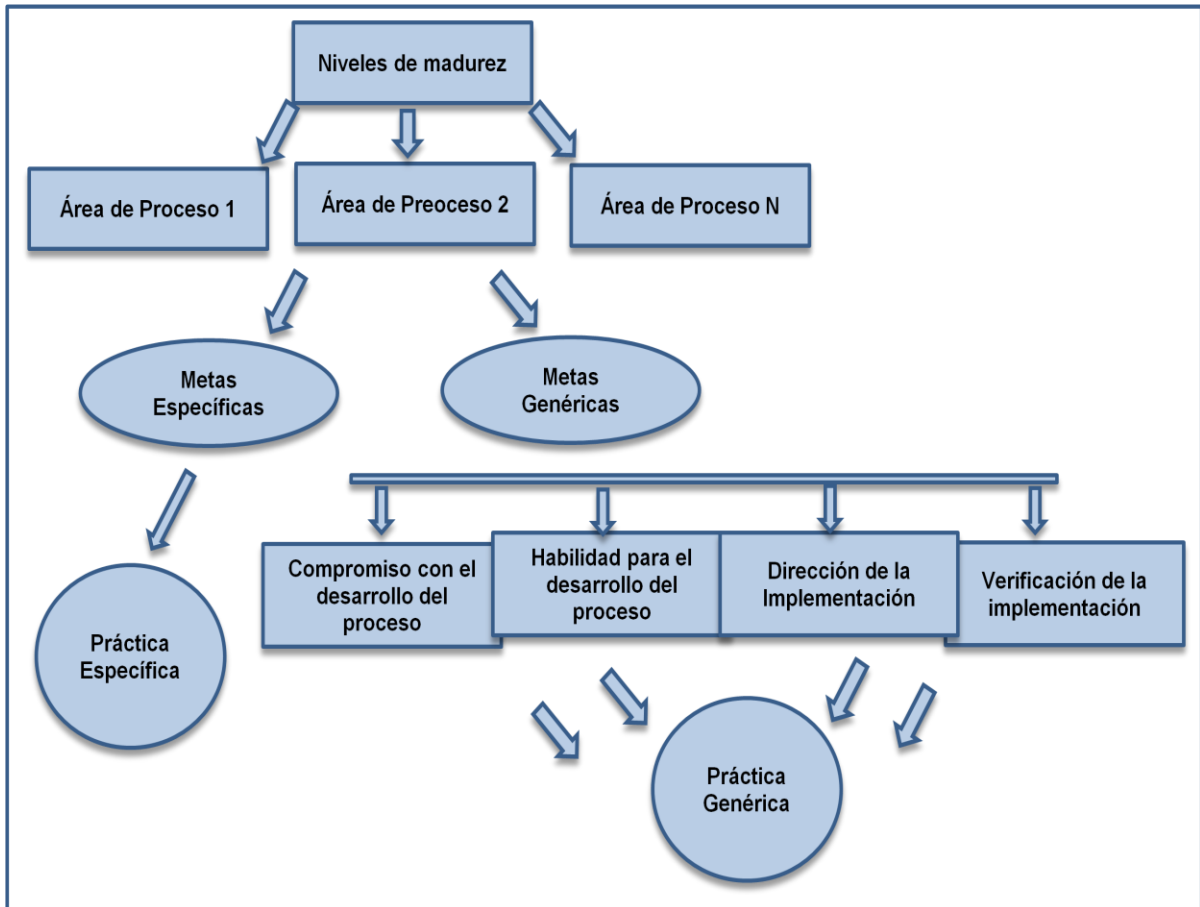 Niveles de madurez
Área de Proceso 1
Área de Preoceso 2
Área de Proceso N
Metas
Específicas
Metas
Genéricas
Compromiso con el
desarrollo del
proceso
Habilidad para el
desarrollo del
proceso
Dirección de la
Implementación
Verificación de la
implementación
Práctica
Específica
Práctica
Genérica